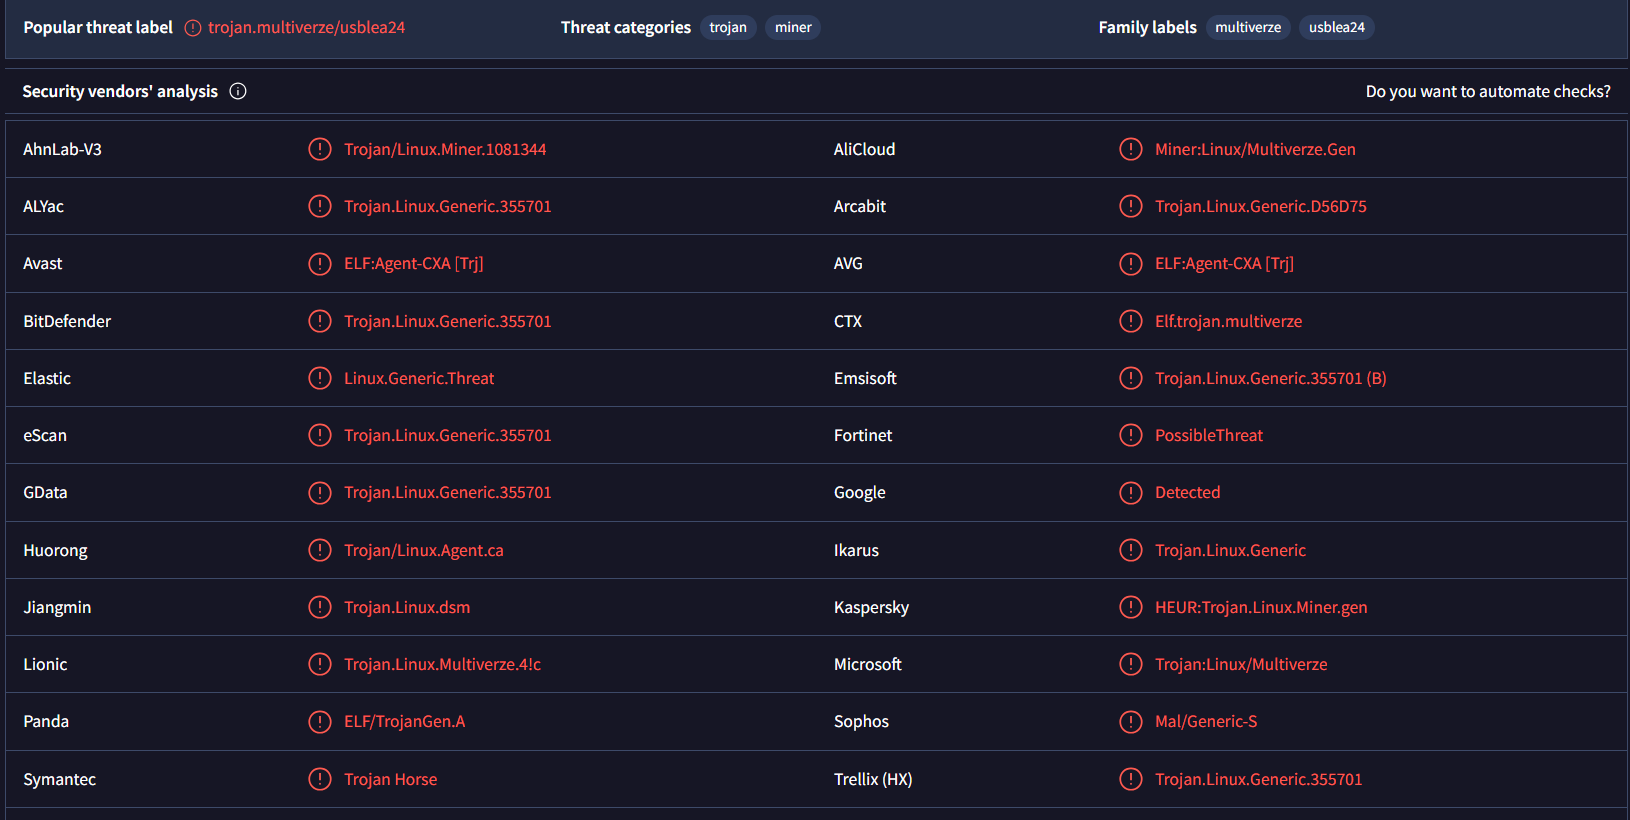 Popular threat label trojan.multiverze/usblea24 Threat categories trojan miner Family labels multiverze usblea24
Security vendors' analysis Do you want to automate checks?
AhnLab-V3 Trojan/Linux.Miner.1081344 AliCloud Miner:Linux/Multiverze.Gen
ALYac Trojan.Linux.Generic.355701 Arcabit Trojan.Linux.Generic.D56D75
Avast ELF:Agent-CXA [Trj] AVG ELF:Agent-CXA [Trj]
BitDefender Trojan.Linux.Generic.355701 CTX Elf.trojan.multiverze
Elastic Linux.Generic.Threat Emsisoft Trojan.Linux.Generic.355701 (B)
eScan Trojan.Linux.Generic.355701 Fortinet PossibleThreat
GData Trojan.Linux.Generic.355701 Google Detected
Huorong Trojan/Linux.Agent.ca Ikarus Trojan.Linux.Generic
Jiangmin Trojan.Linux.dsm Kaspersky HEUR:Trojan.Linux.Miner.gen
Lionic Trojan.Linux.Multiverze.4!c Microsoft Trojan:Linux/Multiverze
Panda ELF/TrojanGen.A Sophos Mal/Generic-S
Symantec Trojan Horse Trellix (HX) Trojan.Linux.Generic.355701